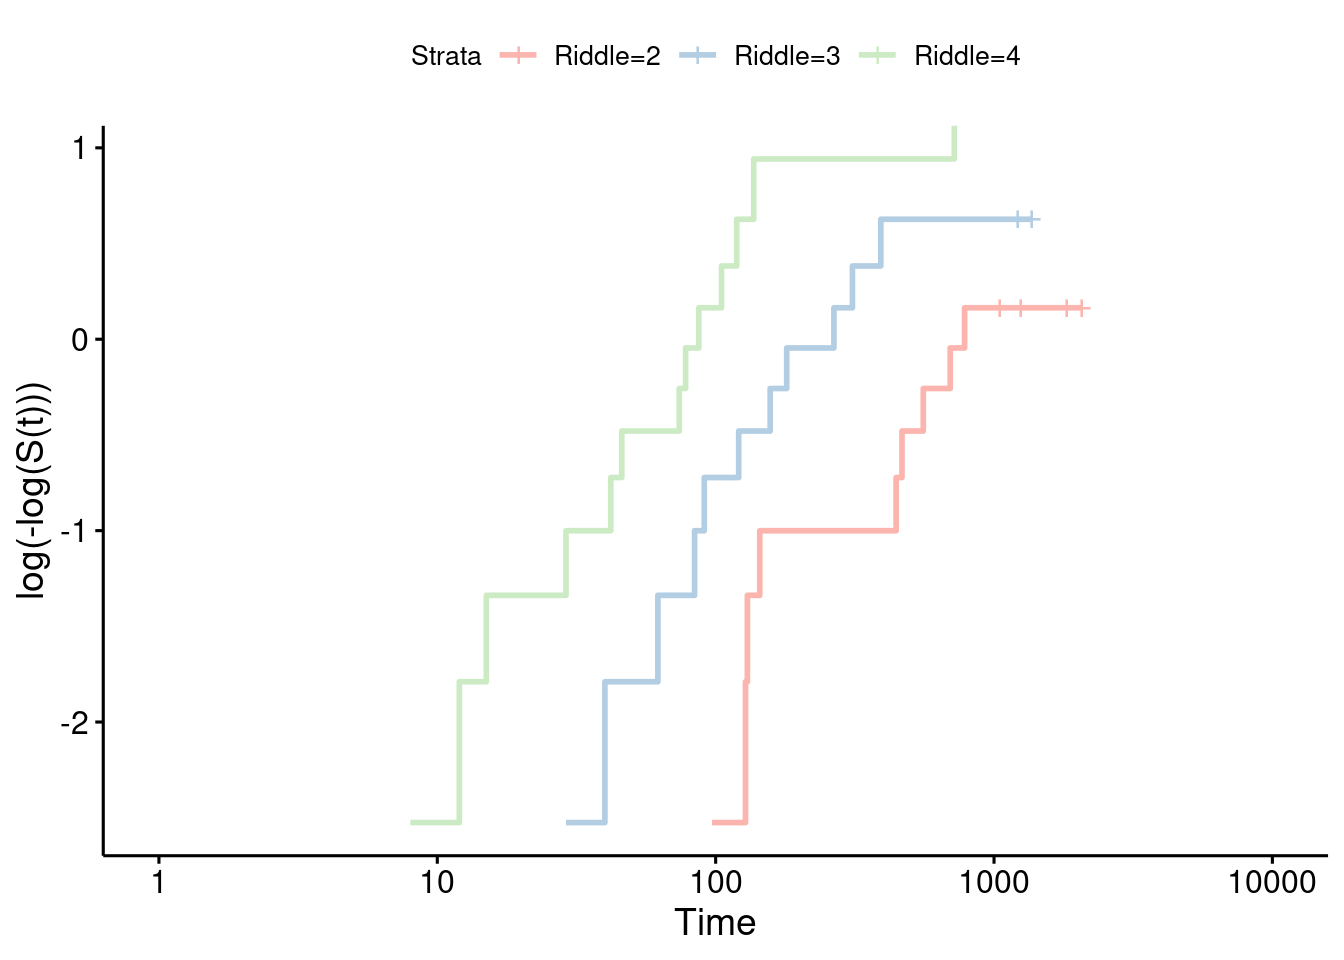 Strata Riddle=2 Riddle=3 Riddle=4
log(-log(S(t)))
1
0
-1
-2
1 10 100 1000 10000
Time